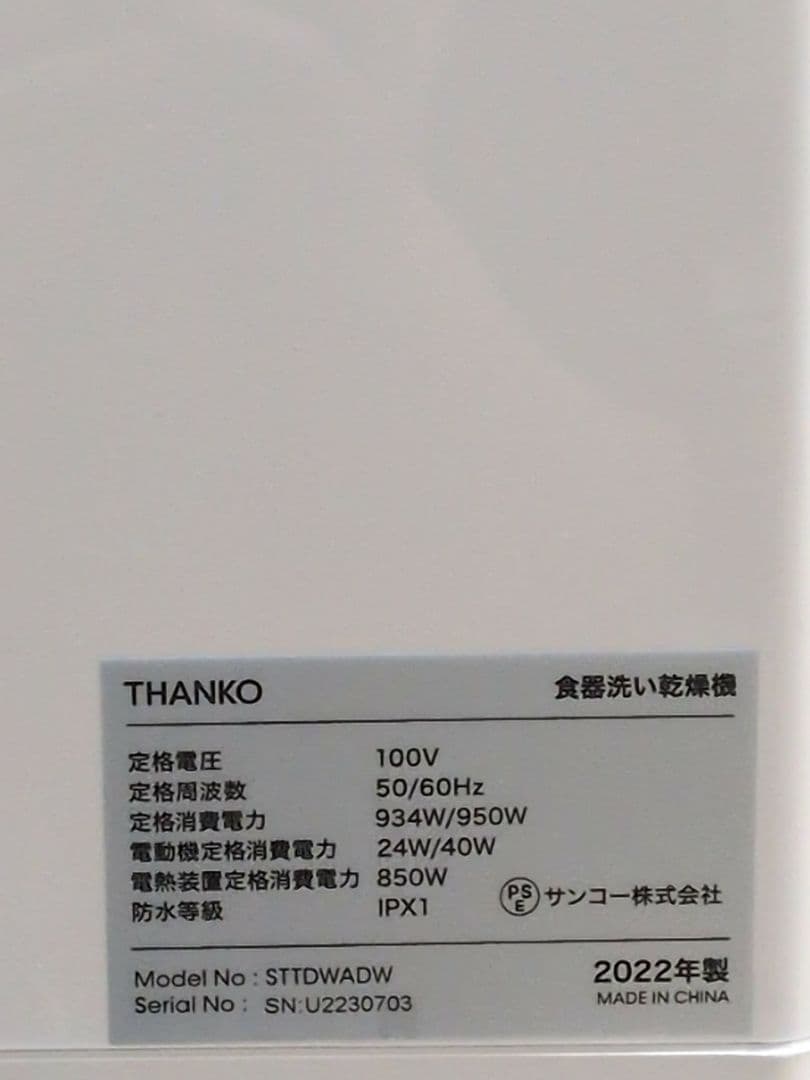 THANKO 食器洗い乾燥機
定格電圧 100V
定格周波数 50/60Hz
定格消費電力 934W/950W
電動機定格消費電力 24W/40W
電熱装置定格消費電力 850W
防水等級 IPX1
PSE サンコー株式会社
Model No : STTDWADW 2022年製
Serial No : SN:U2230703 MADE IN CHINA